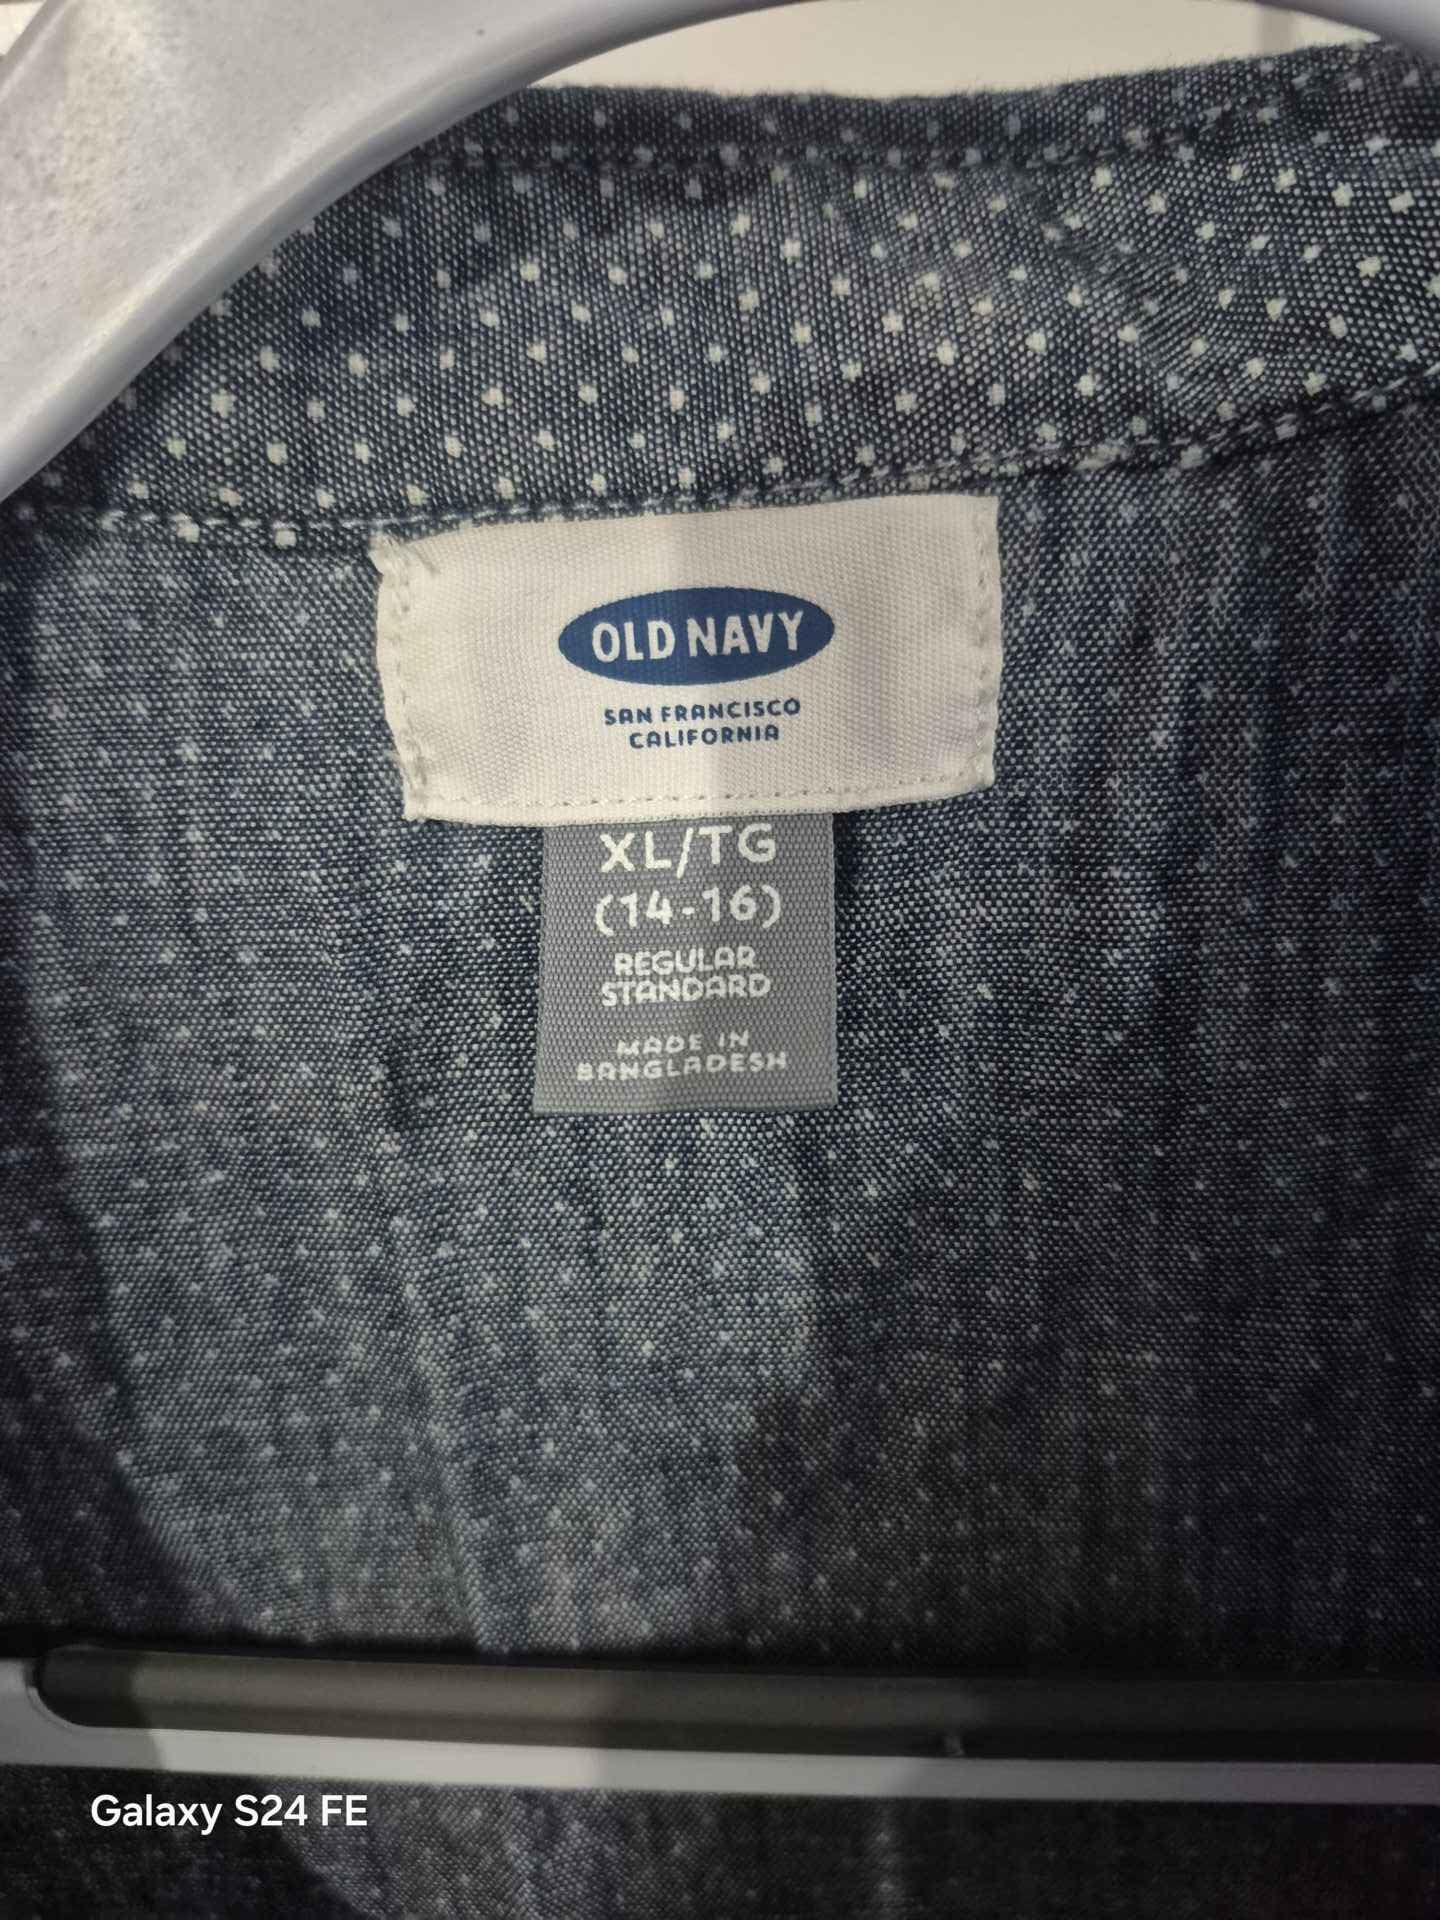 OLD NAVY
SAN FRANCISCO
CALIFORNIA
XL/TG
(14-16)
REGULAR
STANDARD
MADE IN
BANGLADESH
Galaxy S24 FE